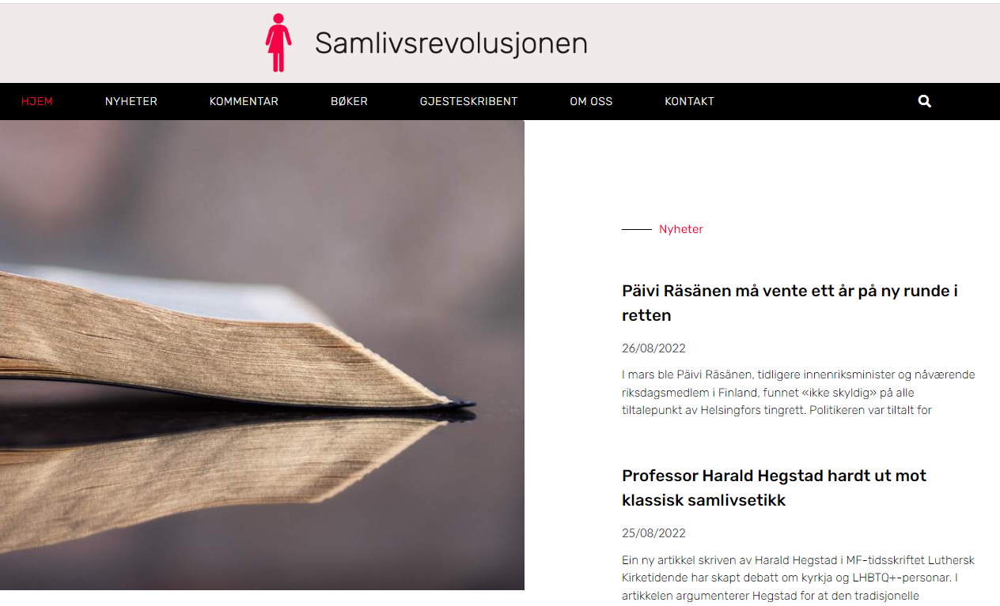 Samlivsrevolusjonen
HJEM NYHETER KOMMENTAR BØKER GJESTESKRIBENT OM OSS KONTAKT
Nyheter
Päivi Räsänen må vente ett år på ny runde i
retten
26/08/2022
I mars ble Päivi Räsänen, tidligere innenriksminister og nåværende
riksdagsmedlem i Finland, funnet «ikke skyldig» på alle
tiltalepunkt av Helsingfors tingrett. Politikeren var tiltalt for
Professor Harald Hegstad hardt ut mot
klassisk samlivsetikk
25/08/2022
Ein ny artikkel skriven av Harald Hegstad i MF-tidsskriftet Luthersk
Kirketidende har skapt debatt om kyrkja og LHBTQ+-personar. I
artikkelen argumenterer Hegstad for at den tradisjonelle